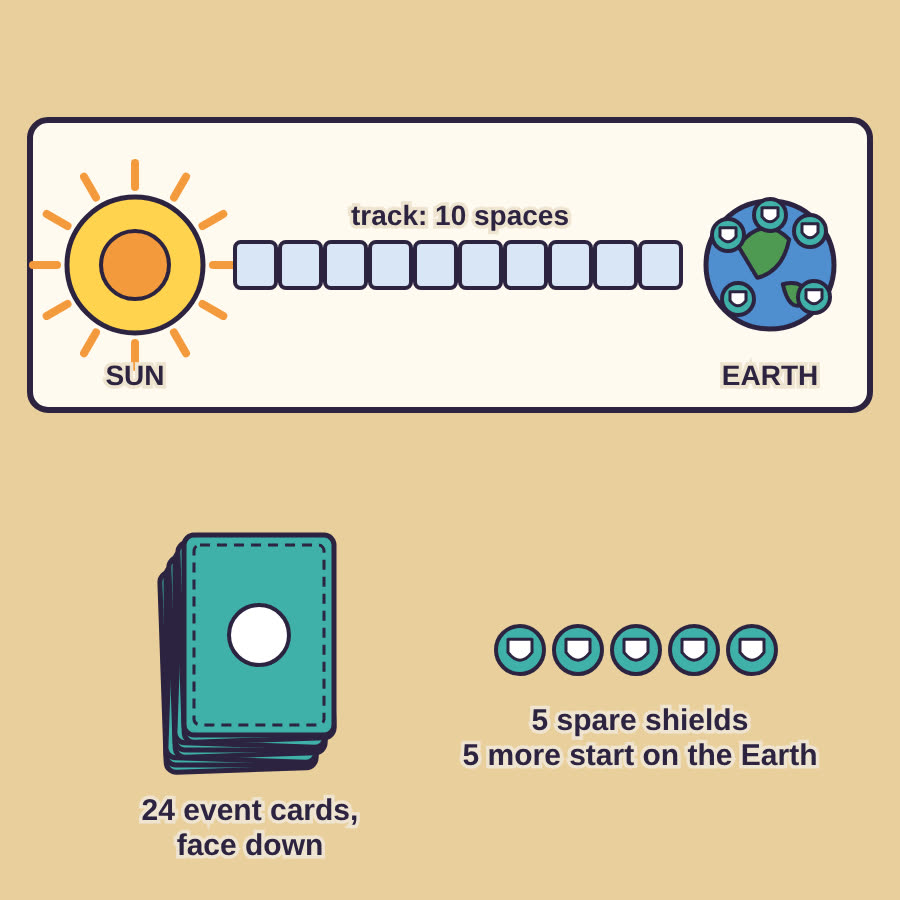 track: 10 spaces
SUN
EARTH
5 spare shields
5 more start on the Earth
24 event cards,
face down